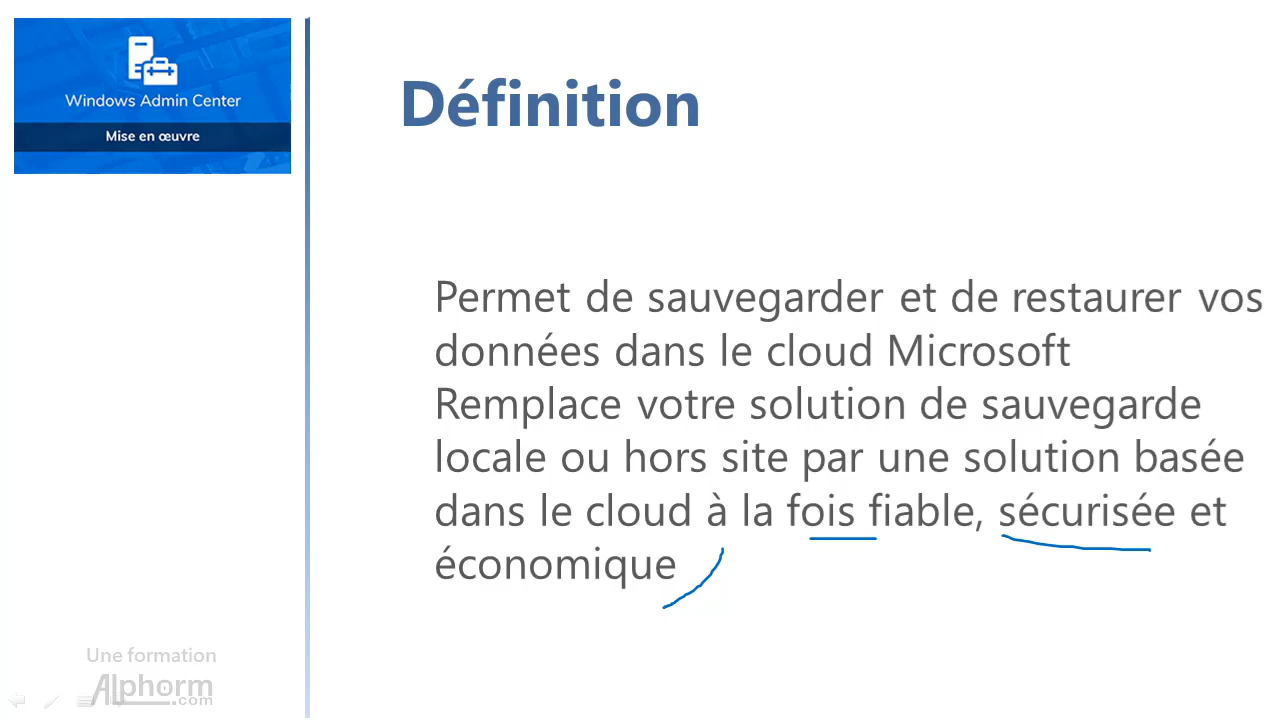 Windows Admin Center
Mise en œuvre
Définition
Permet de sauvegarder et de restaurer vos
données dans le cloud Microsoft
Remplace votre solution de sauvegarde
locale ou hors site par une solution basée
dans le cloud à la fois fiable, sécurisée et
économique
Une formation
Alphorm
.com